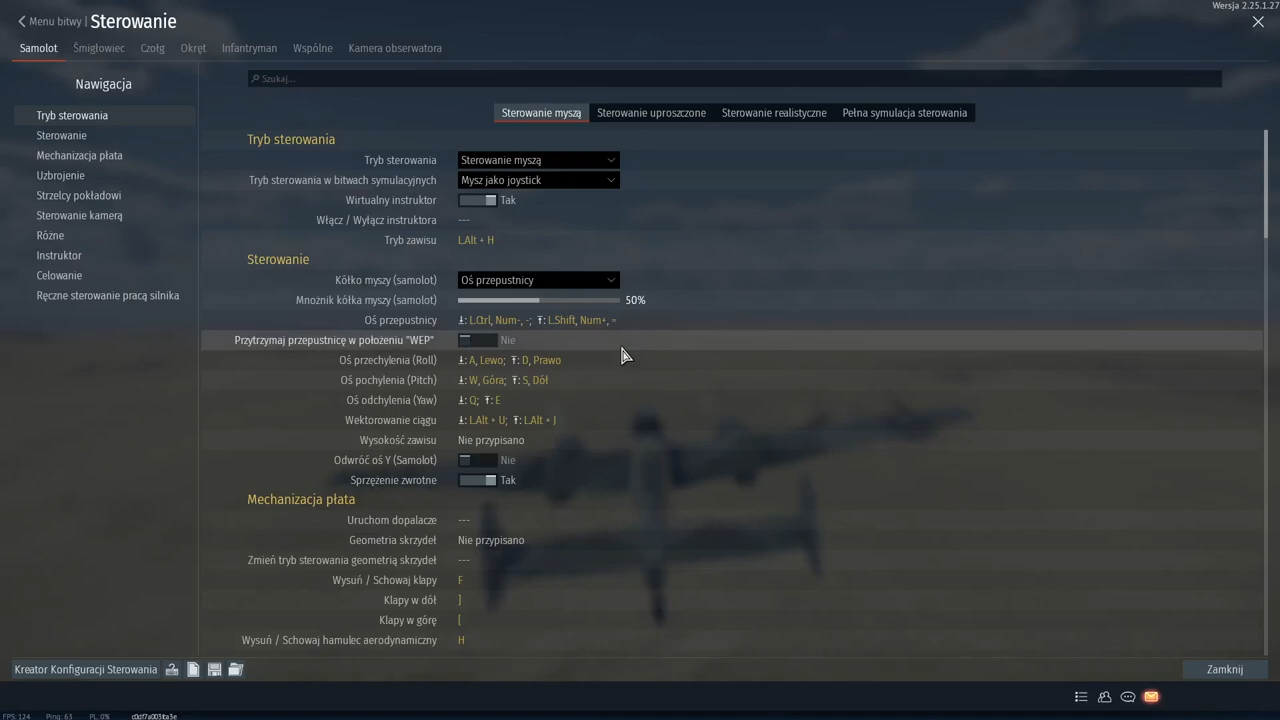 Wersja 2.25.1.27
Menu bitwy | Sterowanie
Samolot Śmigłowiec Czołg Okręt Infantryman Wspólne Kamera obserwatora
Nawigacja
Szukaj...
Tryb sterowania
Sterowanie
Mechanizacja płata
Uzbrojenie
Strzelcy pokładowi
Sterowanie kamerą
Różne
Instruktor
Celowanie
Ręczne sterowanie pracą silnika
Sterowanie myszą Sterowanie uproszczone Sterowanie realistyczne Pełna symulacja sterowania
Tryb sterowania
Tryb sterowania Sterowanie myszą
Tryb sterowania w bitwach symulacyjnych Mysz jako joystick
Wirtualny instruktor Tak
Włącz / Wyłącz instruktora ---
Tryb zawisu L.Alt + H
Sterowanie
Kółko myszy (samolot) Oś przepustnicy
Mnożnik kółka myszy (samolot) 50%
Oś przepustnicy L.Ctrl, Num-, -; L.Shift, Num+, =
Przytrzymaj przepustnicę w położeniu "WEP" Nie
Oś przechylenia (Roll) A, Lewo; D, Prawo
Oś pochylenia (Pitch) W, Góra; S, Dół
Oś odchylenia (Yaw) Q; E
Wektorowanie ciągu L.Alt + U; L.Alt + J
Wysokość zawisu Nie przypisano
Odwróć oś Y (Samolot) Nie
Sprzężenie zwrotne Tak
Mechanizacja płata
Uruchom dopalacze ---
Geometria skrzydeł Nie przypisano
Zmień tryb sterowania geometrią skrzydeł ---
Wysuń / Schowaj klapy F
Klapy w dół ]
Klapy w górę [
Wysuń / Schowaj hamulec aerodynamiczny H
Kreator Konfiguracji Sterowania
Zamknij
FPS: 124 Ping: 63 PL: 0%